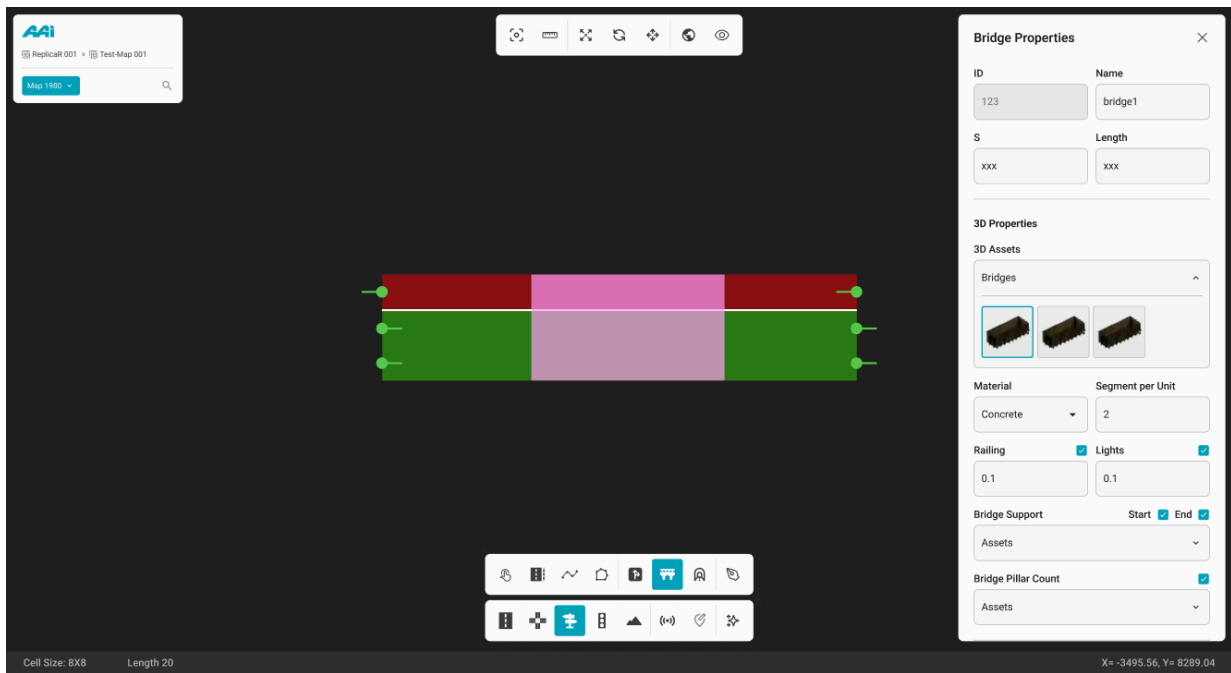 AAi
ReplicaR 001 > Test-Map 001
Map 1980
Bridge Properties
ID Name
123 bridge1
S Length
xxx xxx
3D Properties
3D Assets
Bridges
Material Segment per Unit
Concrete 2
Railing Lights
0.1 0.1
Bridge Support Start End
Assets
Bridge Pillar Count
Assets
Cell Size: 8X8 Length 20 X= -3495.56, Y= 8289.04